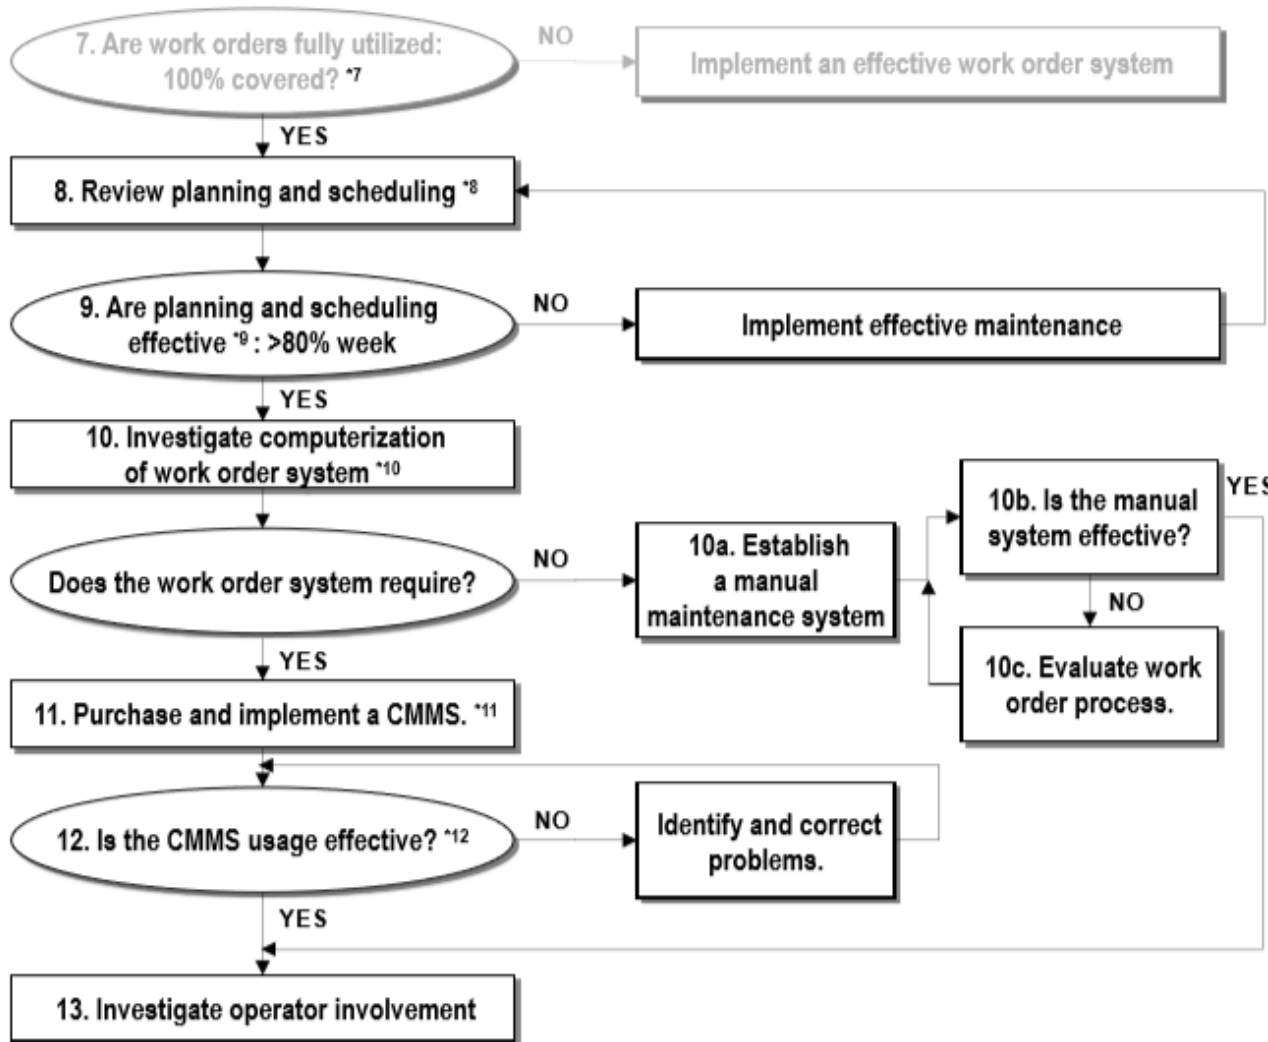 7. Are work orders fully utilized:
100% covered? *7
NO
Implement an effective work order system
YES
8. Review planning and scheduling *8
9. Are planning and scheduling
effective *9 : >80% week
NO
Implement effective maintenance
YES
10. Investigate computerization
of work order system *10
Does the work order system require?
NO
10a. Establish
a manual
maintenance system
10b. Is the manual
system effective?
YES
NO
10c. Evaluate work
order process.
YES
11. Purchase and implement a CMMS. *11
12. Is the CMMS usage effective? *12
NO
Identify and correct
problems.
YES
13. Investigate operator involvement